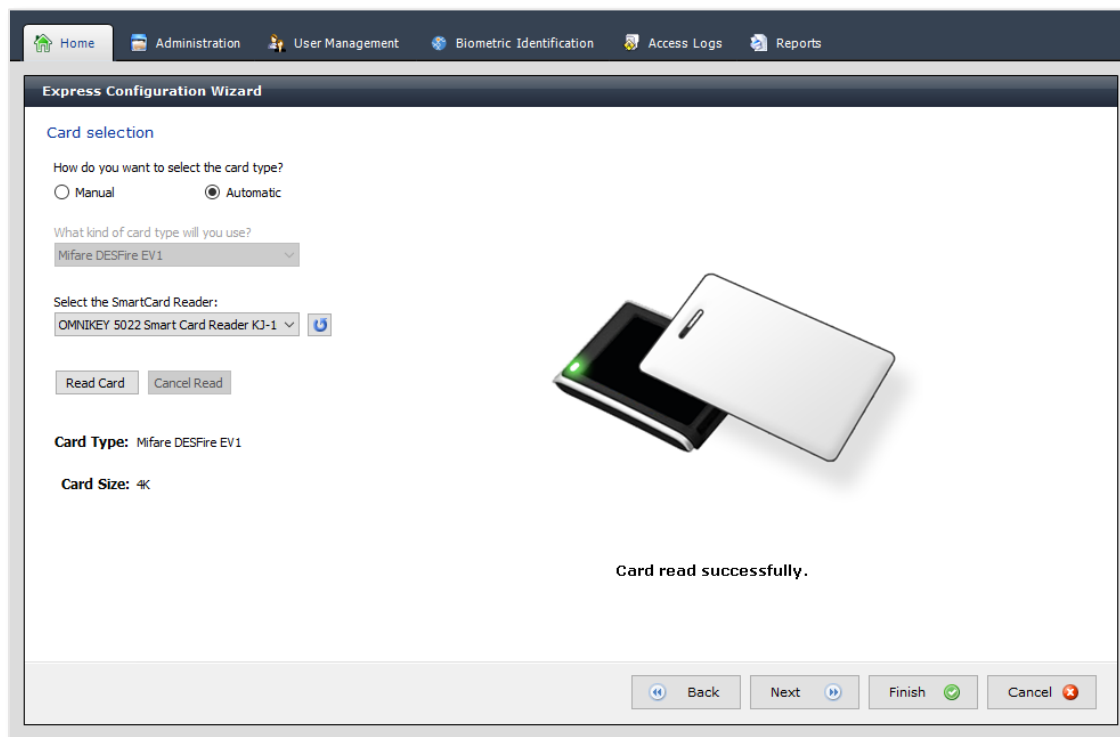 Home Administration User Management Biometric Identification Access Logs Reports
Express Configuration Wizard
Card selection
How do you want to select the card type?
Manual Automatic
What kind of card type will you use?
Mifare DESFire EV1
Select the SmartCard Reader:
OMNIKEY 5022 Smart Card Reader KJ-1
Read Card Cancel Read
Card Type: Mifare DESFire EV1
Card Size: 4K
Card read successfully.
Back Next Finish Cancel